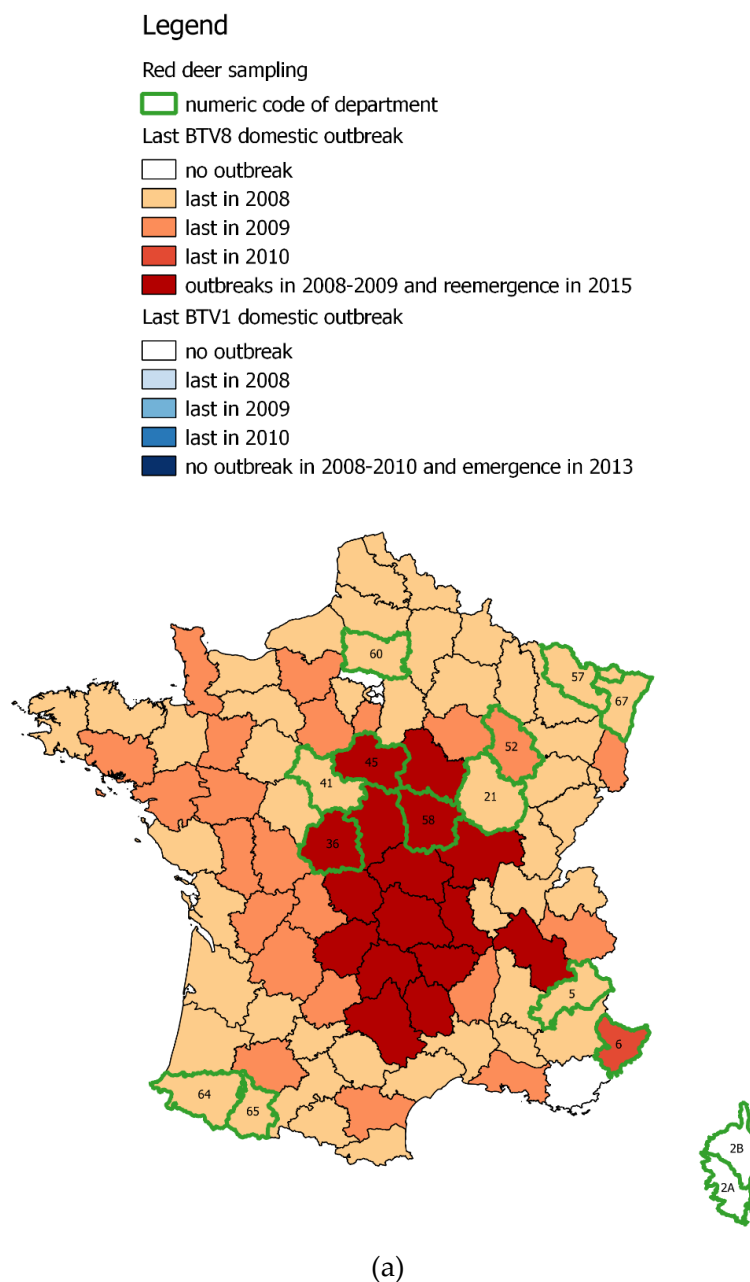 Legend
Red deer sampling
numeric code of department
Last BTV8 domestic outbreak
no outbreak
last in 2008
last in 2009
last in 2010
outbreaks in 2008-2009 and reemergence in 2015
Last BTV1 domestic outbreak
no outbreak
last in 2008
last in 2009
last in 2010
no outbreak in 2008-2010 and emergence in 2013
60
57
67
52
45
41
21
58
36
5
6
64
65
2B
2A
(a)